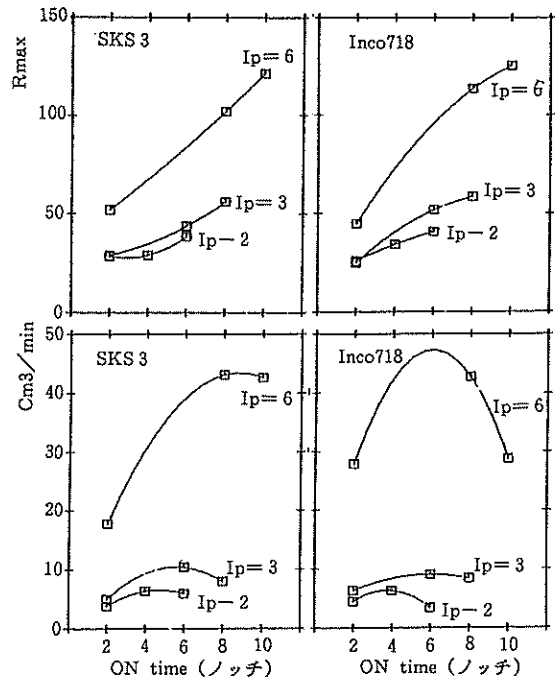 150
100
50
0
Rmax
SKS 3
Ip=6
Ip=3
Ip-2
Inco718
Ip=6
Ip=3
Ip-2
50
40
30
20
10
0
Cm3/min
SKS 3
Ip=6
Ip=3
Ip-2
Inco718
Ip=6
Ip=3
Ip-2
2 4 6 8 10
ON time (ノッチ)
2 4 6 8 10
ON time (ノッチ)